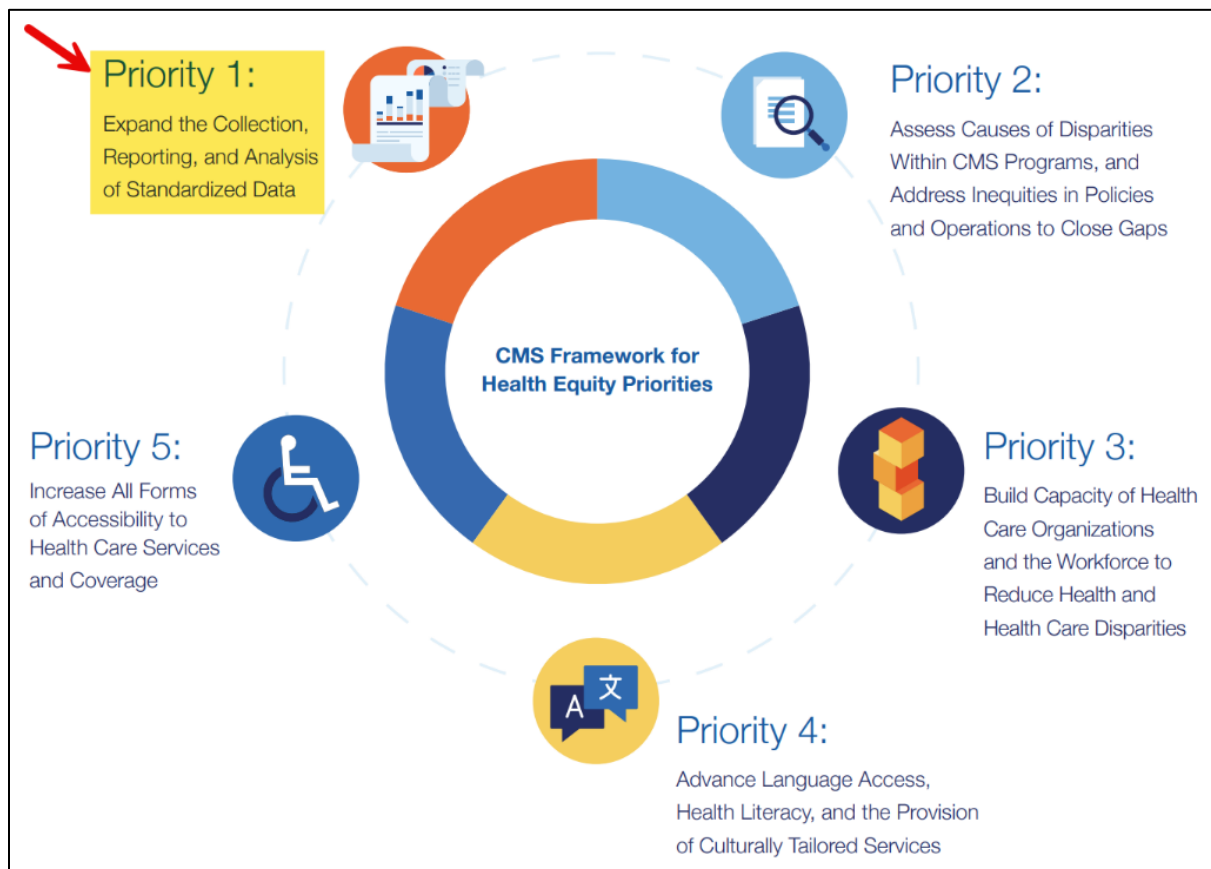 Priority 1:
Expand the Collection,
Reporting, and Analysis
of Standardized Data
Priority 2:
Assess Causes of Disparities
Within CMS Programs, and
Address Inequities in Policies
and Operations to Close Gaps
CMS Framework for
Health Equity Priorities
Priority 3:
Build Capacity of Health
Care Organizations
and the Workforce to
Reduce Health and
Health Care Disparities
Priority 4:
Advance Language Access,
Health Literacy, and the Provision
of Culturally Tailored Services
Priority 5:
Increase All Forms
of Accessibility to
Health Care Services
and Coverage
A
文